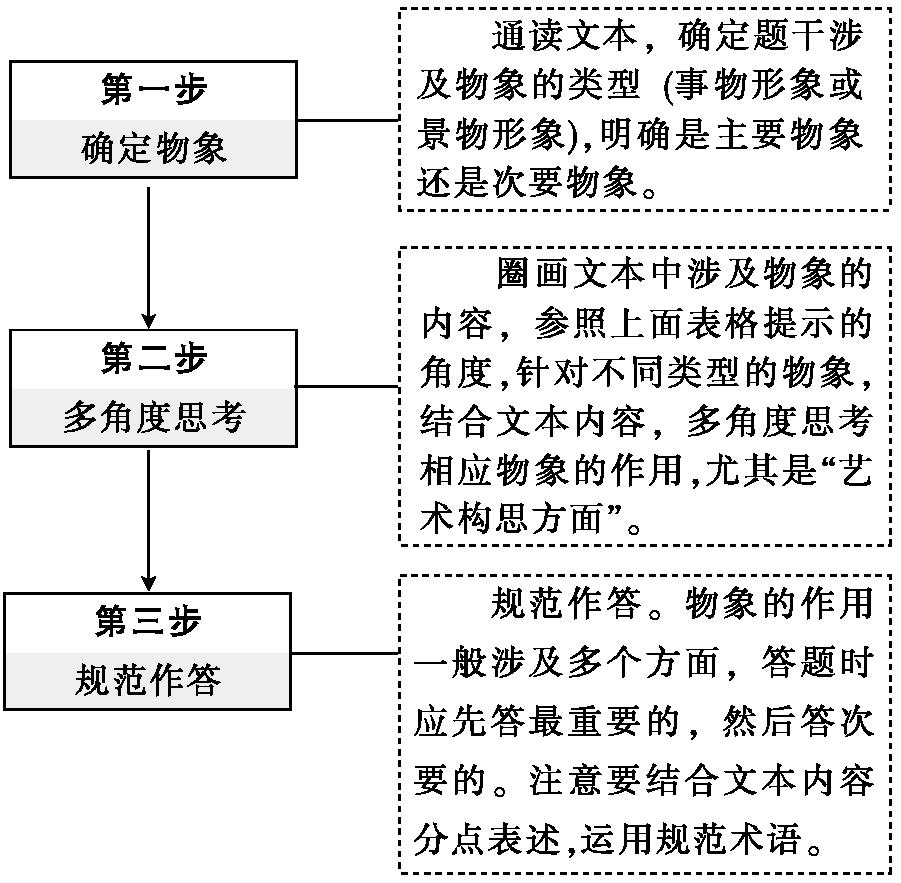 第一步
确定物象
通读文本，确定题干涉
及物象的类型 (事物形象或
景物形象),明确是主要物象
还是次要物象。
第二步
多角度思考
圈画文本中涉及物象的
内容，参照上面表格提示的
角度,针对不同类型的物象,
结合文本内容，多角度思考
相应物象的作用,尤其是“艺
术构思方面”。
第三步
规范作答
规范作答。物象的作用
一般涉及多个方面，答题时
应先答最重要的，然后答次
要的。注意要结合文本内容
分点表述,运用规范术语。